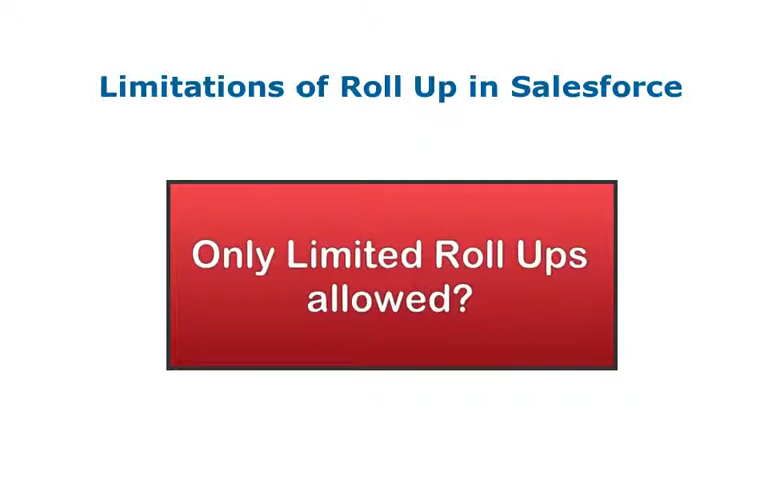 Limitations of Roll Up in Salesforce
Only Limited Roll Ups
allowed?